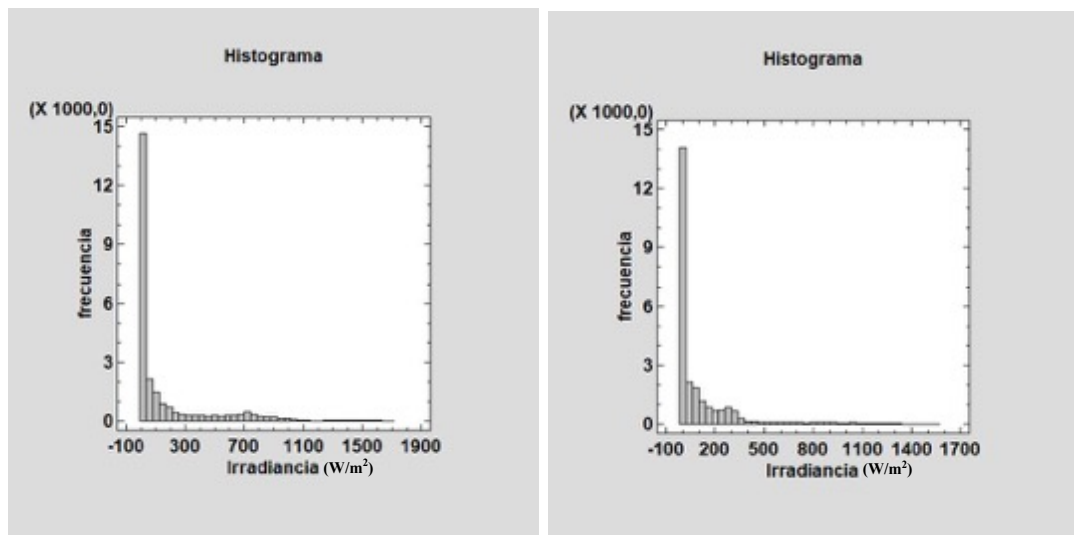 Histograma
(X 1000,0)
15
12
9
6
3
0
frecuencia
-100 300 700 1100 1500 1900
Irradiancia (W/m²)
Histograma
(X 1000,0)
15
12
9
6
3
0
frecuencia
-100 200 500 800 1100 1400 1700
Irradiancia (W/m²)